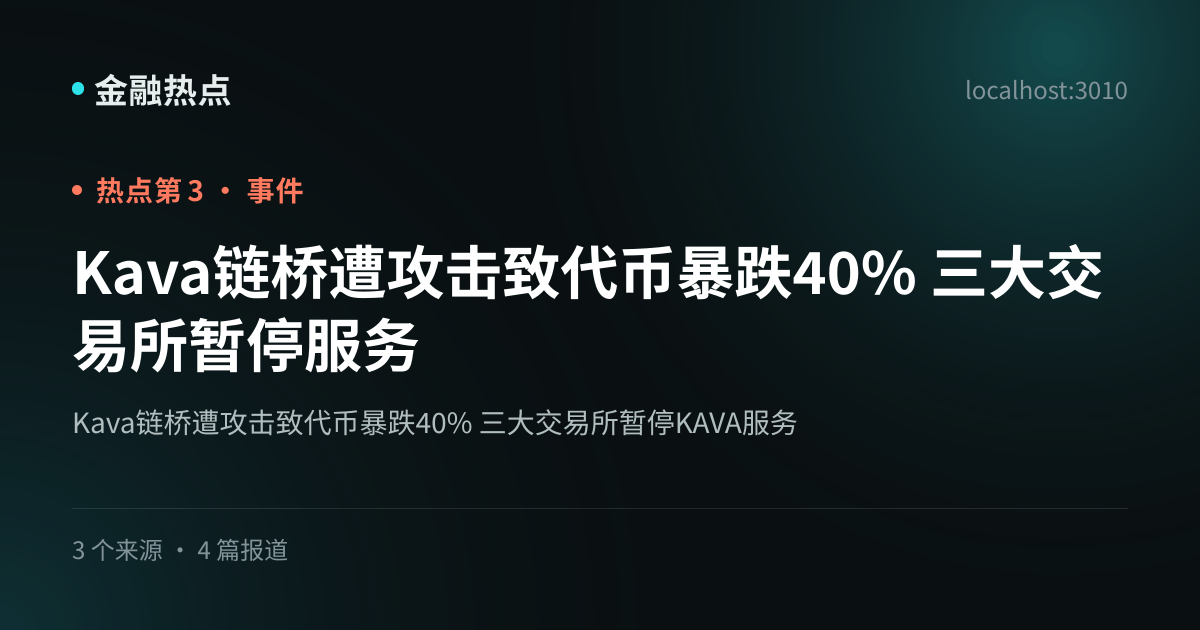 金融热点
localhost:3010
热点第 3 · 事件
Kava链桥遭攻击致代币暴跌40% 三大交
易所暂停服务
Kava链桥遭攻击致代币暴跌40% 三大交易所暂停KAVA服务
3 个来源 · 4 篇报道